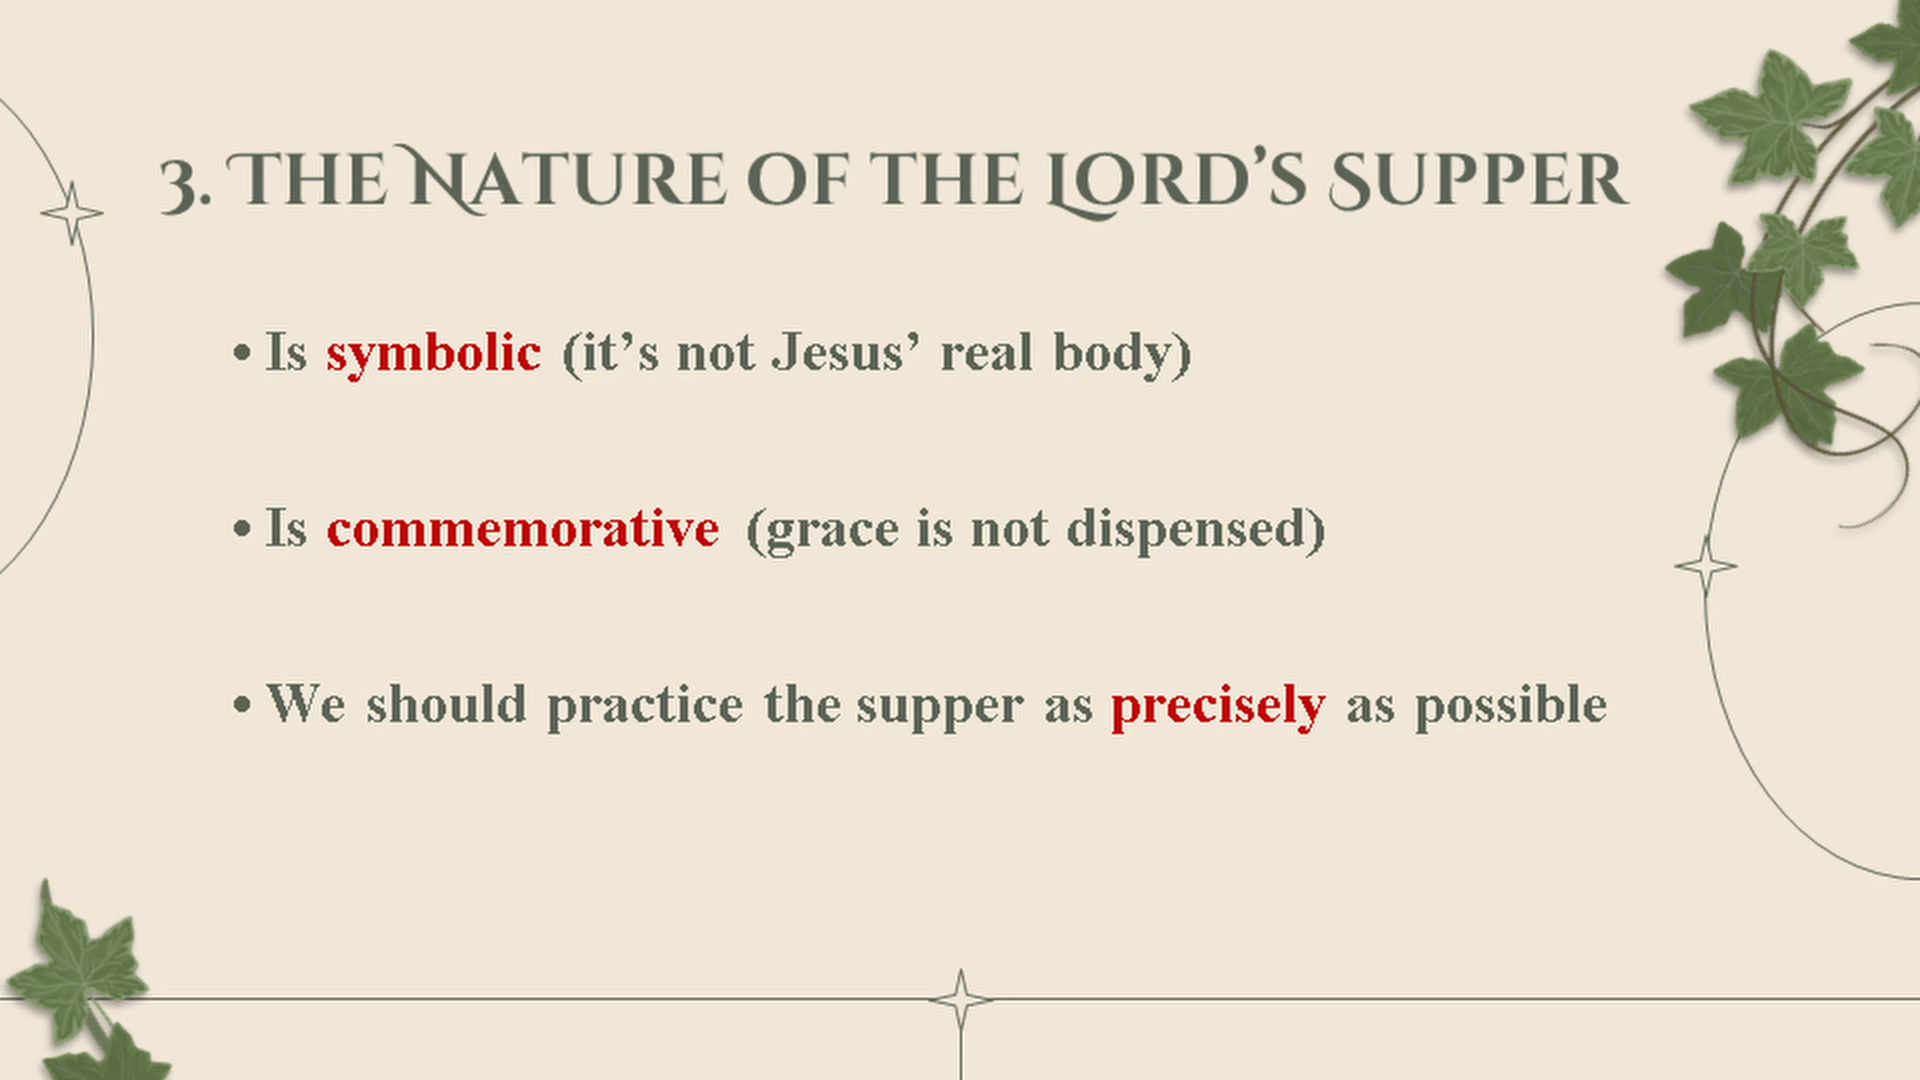 3. The Nature of the Lord’s Supper
• Is symbolic (it’s not Jesus’ real body)
• Is commemorative (grace is not dispensed)
• We should practice the supper as precisely as possible